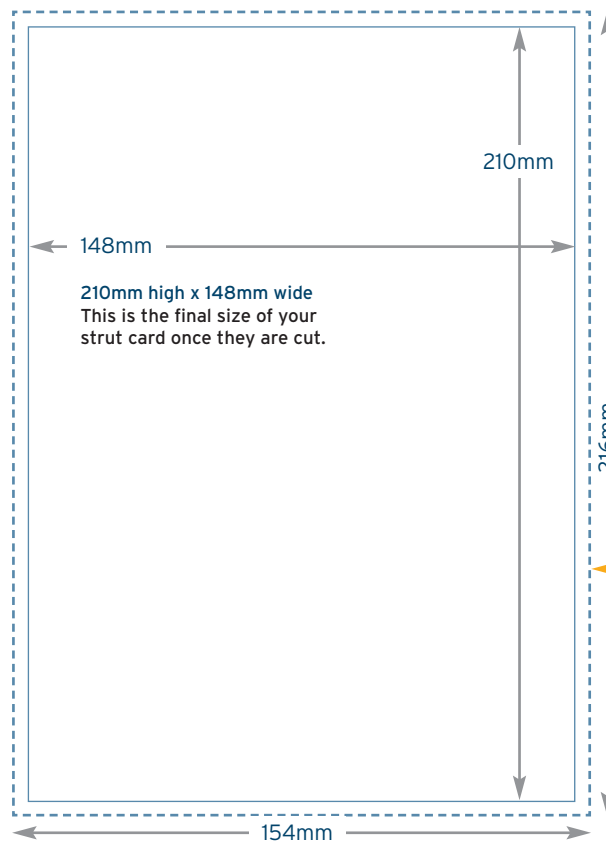 210mm
148mm
210mm high x 148mm wide
This is the final size of your
strut card once they are cut.
216mm
154mm